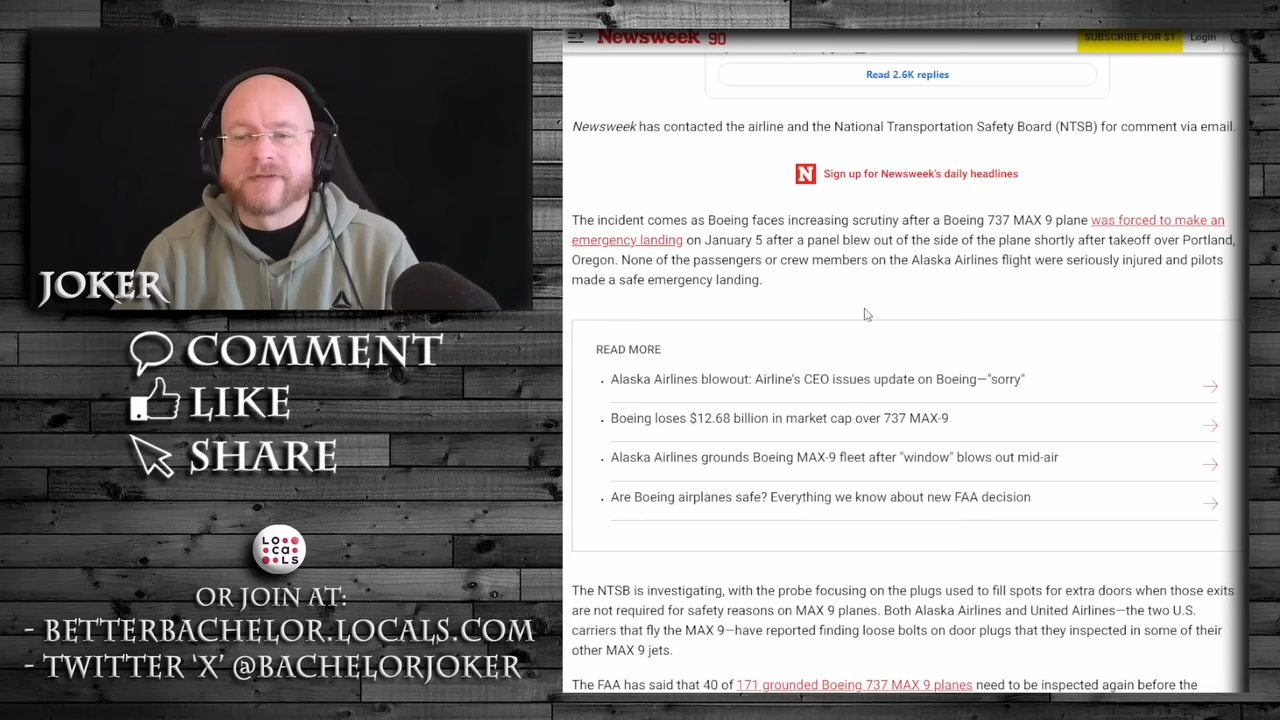 Newsweek 90
SUBSCRIBE FOR $1
Login
Read 2.6K replies
Newsweek has contacted the airline and the National Transportation Safety Board (NTSB) for comment via email.
N Sign up for Newsweek's daily headlines
The incident comes as Boeing faces increasing scrutiny after a Boeing 737 MAX 9 plane was forced to make an
emergency landing on January 5 after a panel blew out of the side of the plane shortly after takeoff over Portland,
Oregon. None of the passengers or crew members on the Alaska Airlines flight were seriously injured and pilots
made a safe emergency landing.
READ MORE
Alaska Airlines blowout: Airline's CEO issues update on Boeing—"sorry"
Boeing loses $12.68 billion in market cap over 737 MAX-9
Alaska Airlines grounds Boeing MAX-9 fleet after "window" blows out mid-air
Are Boeing airplanes safe? Everything we know about new FAA decision
The NTSB is investigating, with the probe focusing on the plugs used to fill spots for extra doors when those exits
are not required for safety reasons on MAX 9 planes. Both Alaska Airlines and United Airlines—the two U.S.
carriers that fly the MAX 9—have reported finding loose bolts on door plugs that they inspected in some of their
other MAX 9 jets.
The FAA has said that 40 of 171 grounded Boeing 737 MAX 9 planes need to be inspected again before the
JOKER
COMMENT
LIKE
SHARE
LOcaLS
OR JOIN AT:
- BETTERBACHELOR.LOCALS.COM
- TWITTER 'X' @BACHELORJOKER